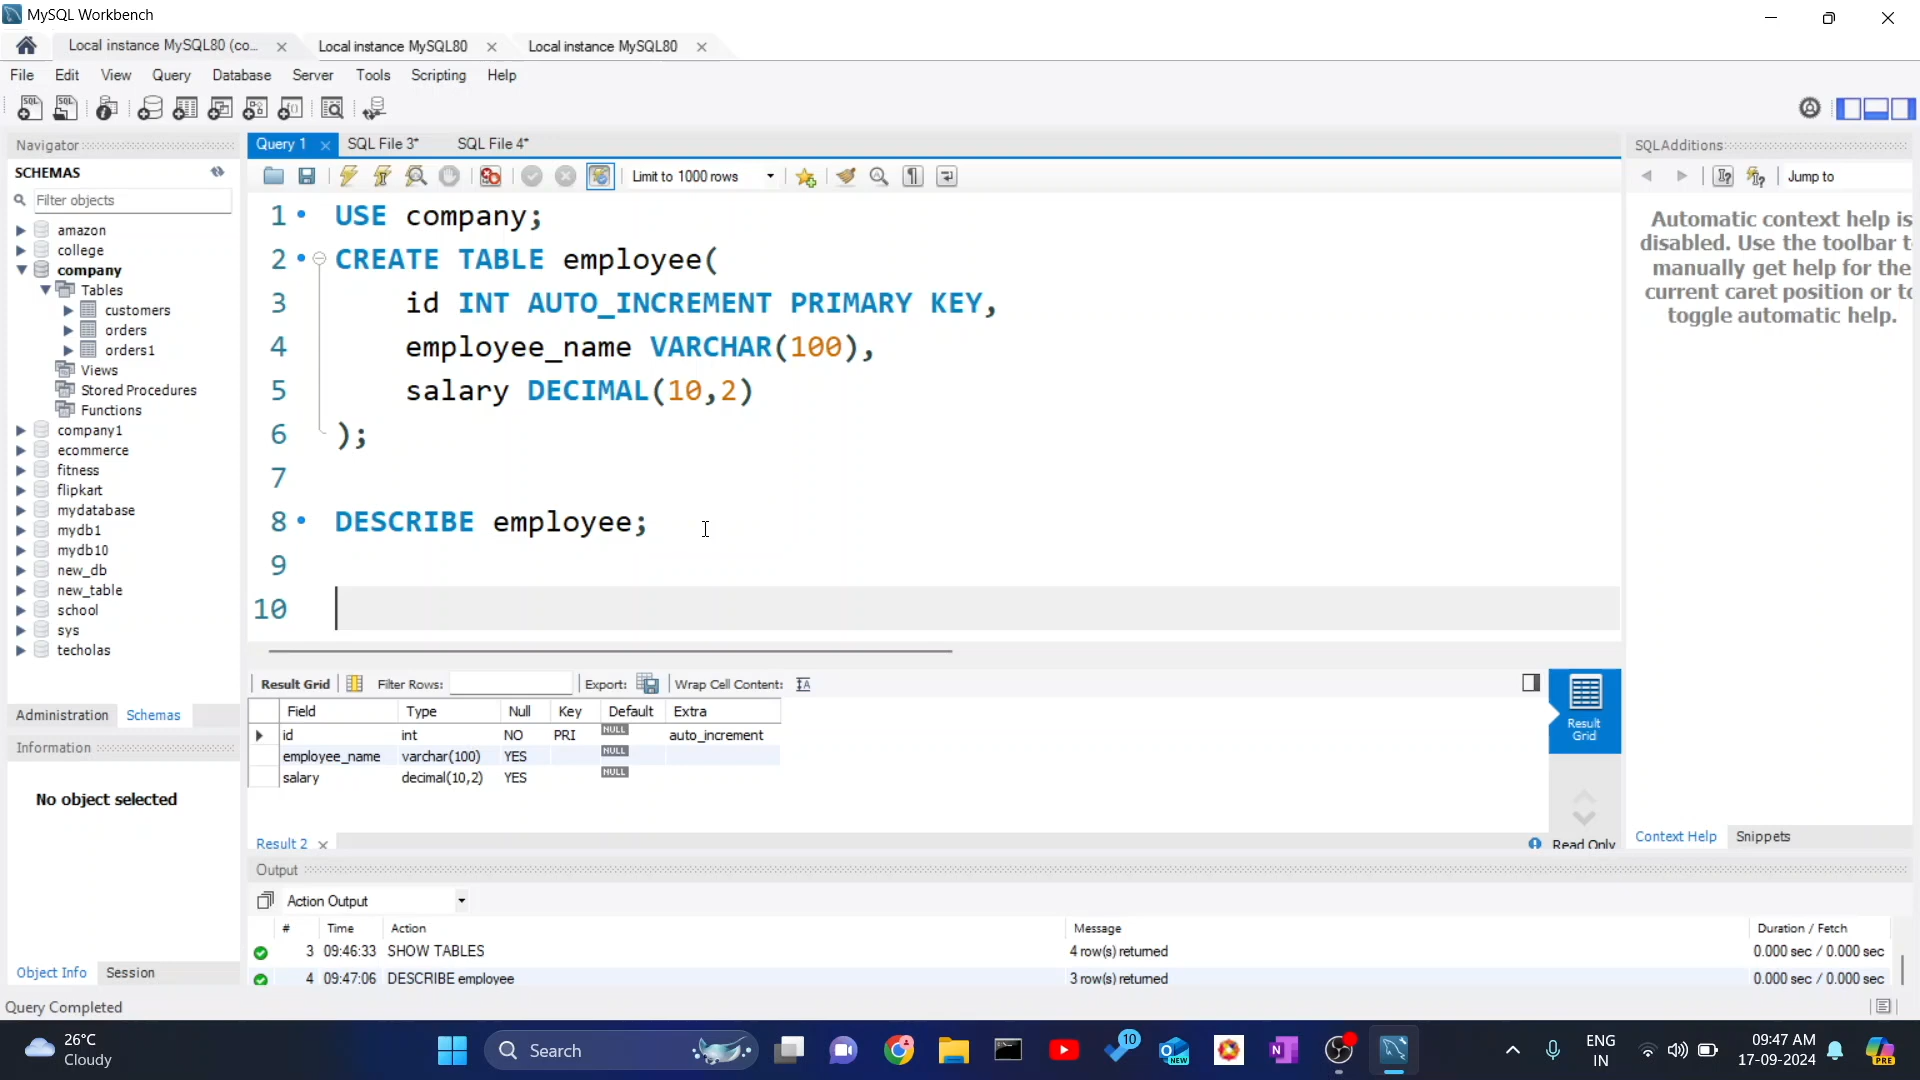 MySQL Workbench
Local instance MySQL80 (co...
Local instance MySQL80
Local instance MySQL80
File Edit View Query Database Server Tools Scripting Help
Navigator
SCHEMAS
Filter objects
amazon
college
company
Tables
customers
orders
orders1
Views
Stored Procedures
Functions
company1
ecommerce
fitness
flipkart
mydatabase
mydb1
mydb10
new_db
new_table
school
sys
techolas
Administration Schemas
Information
No object selected
Object Info Session
Query Completed
Query 1 SQL File 3* SQL File 4*
Limit to 1000 rows
1 USE company;
2 CREATE TABLE employee(
3 id INT AUTO_INCREMENT PRIMARY KEY,
4 employee_name VARCHAR(100),
5 salary DECIMAL(10,2)
6 );
7
8 DESCRIBE employee;
9
10
Result Grid Filter Rows: Export: Wrap Cell Content:
Field Type Null Key Default Extra
id int NO PRI NULL auto_increment
employee_name varchar(100) YES NULL
salary decimal(10,2) YES NULL
Result Grid
Result 2
Read Only
Output
Action Output
# Time Action Message Duration / Fetch
3 09:46:33 SHOW TABLES 4 row(s) returned 0.000 sec / 0.000 sec
4 09:47:06 DESCRIBE employee 3 row(s) returned 0.000 sec / 0.000 sec
SQLAdditions
Jump to
Automatic context help is
disabled. Use the toolbar t
manually get help for the
current caret position or to
toggle automatic help.
Context Help Snippets
26°C
Cloudy
Search
10
NEW
ENG
IN
09:47 AM
17-09-2024
PRE